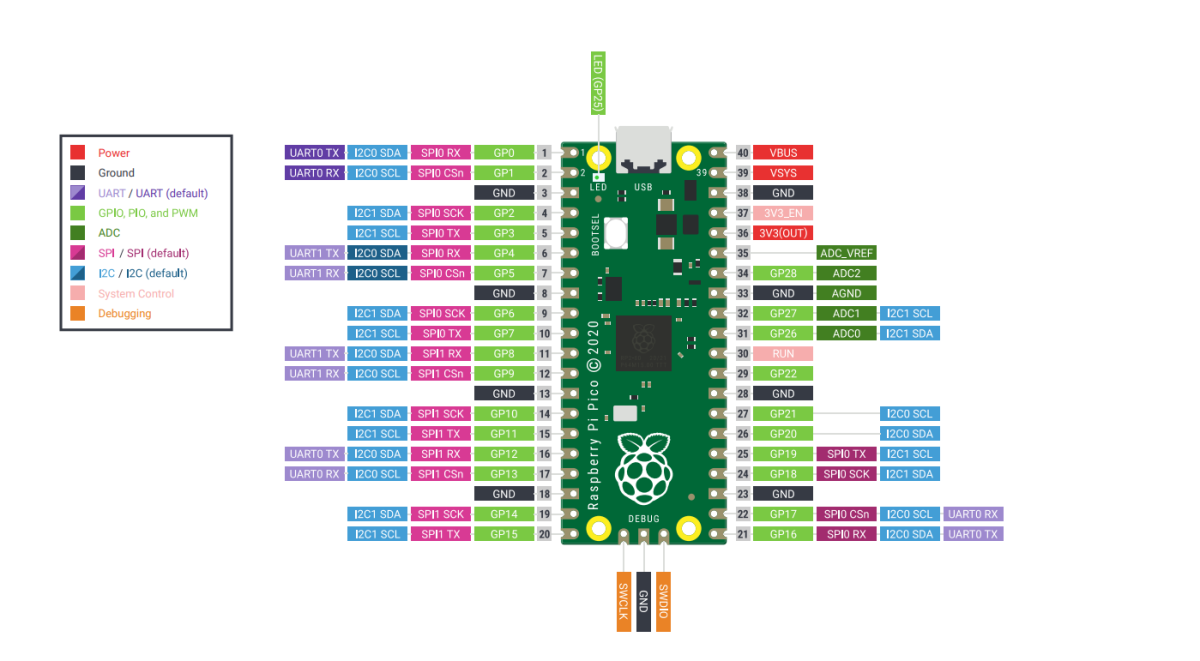 LED (GP25)
Power
Ground
UART / UART (default)
GPIO, PIO, and PWM
ADC
SPI / SPI (default)
I2C / I2C (default)
System Control
Debugging
UART0 TX I2C0 SDA SPI0 RX GP0 1
UART0 RX I2C0 SCL SPI0 CSn GP1 2
GND 3
I2C1 SDA SPI0 SCK GP2 4
I2C1 SCL SPI0 TX GP3 5
UART1 TX I2C0 SDA SPI0 RX GP4 6
UART1 RX I2C0 SCL SPI0 CSn GP5 7
GND 8
I2C1 SDA SPI0 SCK GP6 9
I2C1 SCL SPI0 TX GP7 10
UART1 TX I2C0 SDA SPI1 RX GP8 11
UART1 RX I2C0 SCL SPI1 CSn GP9 12
GND 13
I2C1 SDA SPI1 SCK GP10 14
I2C1 SCL SPI1 TX GP11 15
UART0 TX I2C0 SDA SPI1 RX GP12 16
UART0 RX I2C0 SCL SPI1 CSn GP13 17
GND 18
I2C1 SDA SPI1 SCK GP14 19
I2C1 SCL SPI1 TX GP15 20
1
2
39
LED
USB
BOOTSEL
Raspberry Pi Pico © 2020
DEBUG
40 VBUS
39 VSYS
38 GND
37 3V3_EN
36 3V3(OUT)
35 ADC_VREF
34 GP28 ADC2
33 GND AGND
32 GP27 ADC1 I2C1 SCL
31 GP26 ADC0 I2C1 SDA
30 RUN
29 GP22
28 GND
27 GP21 I2C0 SCL
26 GP20 I2C0 SDA
25 GP19 SPI0 TX I2C1 SCL
24 GP18 SPI0 SCK I2C1 SDA
23 GND
22 GP17 SPI0 CSn I2C0 SCL UART0 RX
21 GP16 SPI0 RX I2C0 SDA UART0 TX
SWCLK
GND
SWDIO